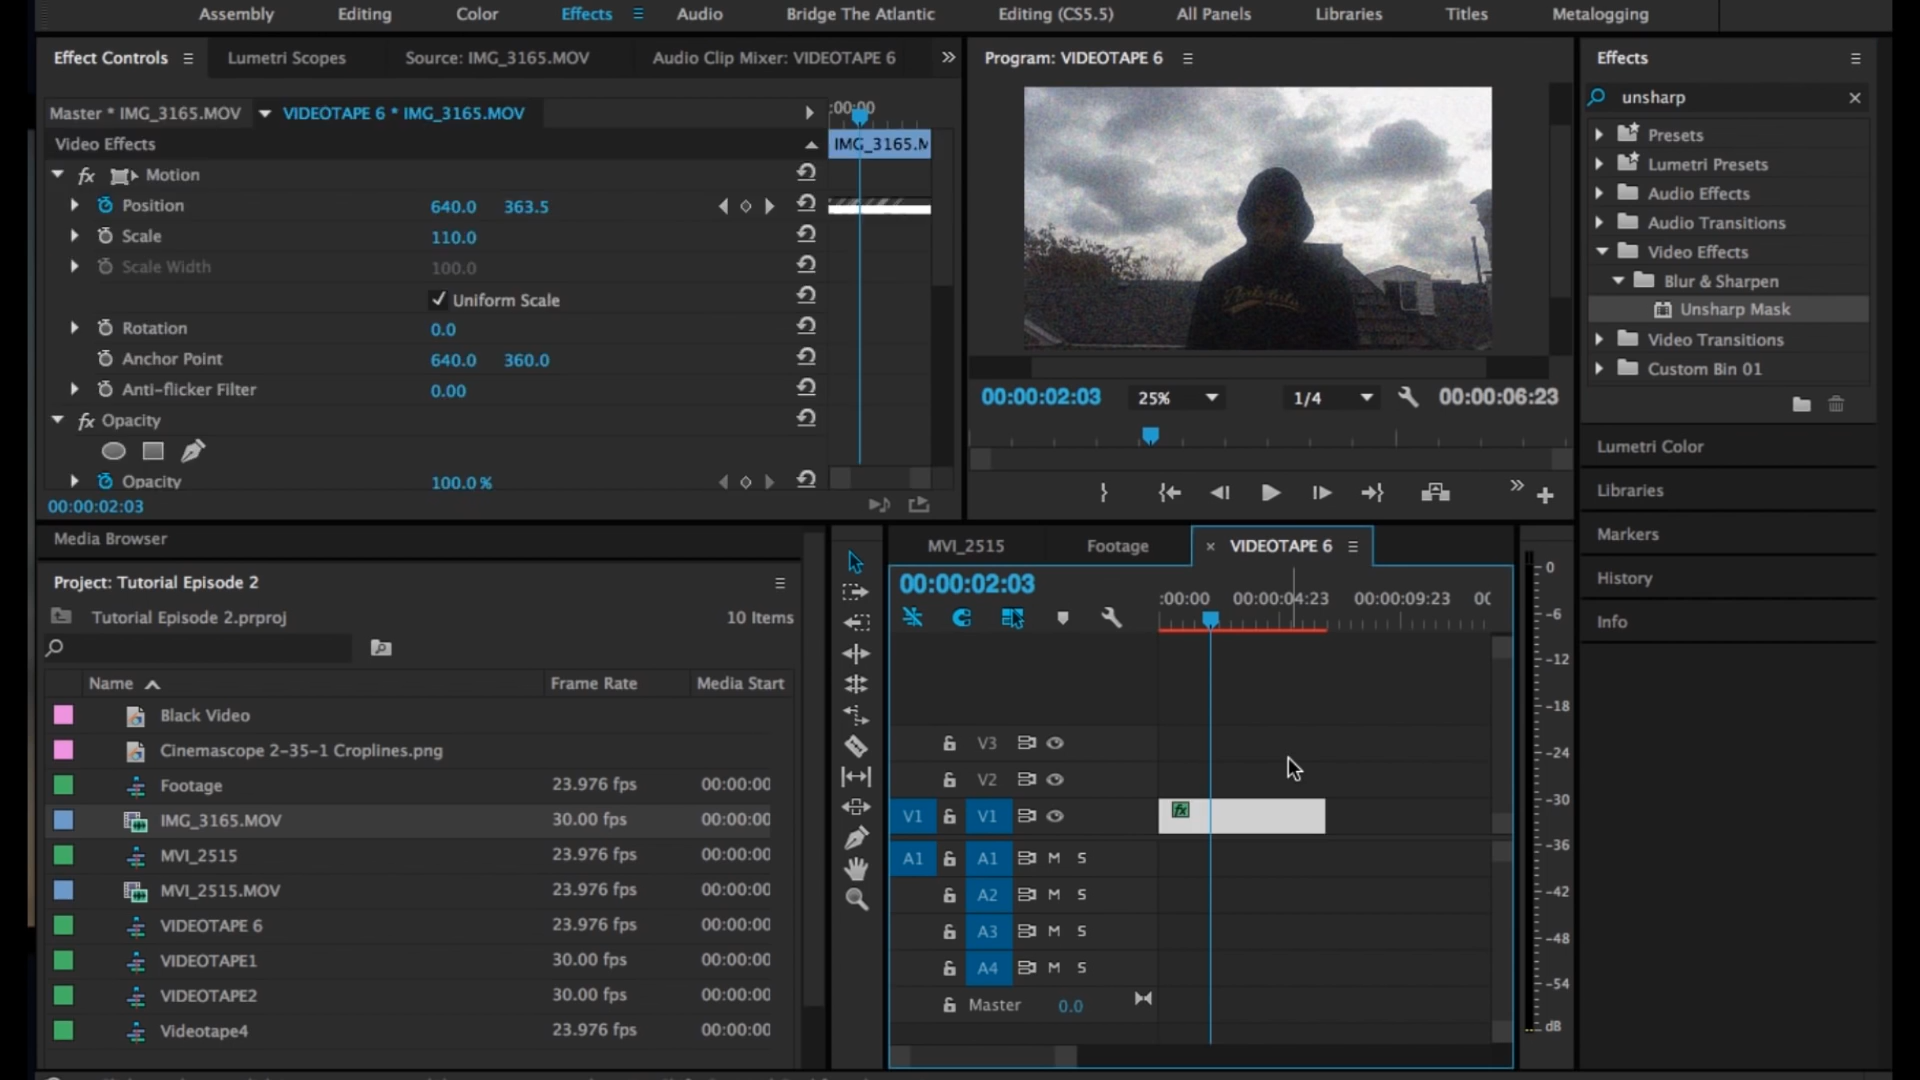 Assembly Editing Color Effects Audio Bridge The Atlantic Editing (CS5.5) All Panels Libraries Titles Metalogging
Effect Controls Lumetri Scopes Source: IMG_3165.MOV Audio Clip Mixer: VIDEOTAPE 6
Master * IMG_3165.MOV VIDEOTAPE 6 * IMG_3165.MOV
:00:00
Video Effects
IMG_3165.M
fx Motion
Position 640.0 363.5
Scale 110.0
Scale Width 100.0
Uniform Scale
Rotation 0.0
Anchor Point 640.0 360.0
Anti-flicker Filter 0.00
fx Opacity
Opacity 100.0 %
00:00:02:03
Program: VIDEOTAPE 6
00:00:02:03 25% 1/4 00:00:06:23
Effects
unsharp
Presets
Lumetri Presets
Audio Effects
Audio Transitions
Video Effects
Blur & Sharpen
Unsharp Mask
Video Transitions
Custom Bin 01
Lumetri Color
Libraries
Markers
History
Info
Media Browser
Project: Tutorial Episode 2
Tutorial Episode 2.prproj 10 Items
Name Frame Rate Media Start
Black Video
Cinemascope 2-35-1 Croplines.png
Footage 23.976 fps 00:00:00
IMG_3165.MOV 30.00 fps 00:00:00
MVI_2515 23.976 fps 00:00:00
MVI_2515.MOV 23.976 fps 00:00:00
VIDEOTAPE 6 23.976 fps 00:00:00
VIDEOTAPE1 30.00 fps 00:00:00
VIDEOTAPE2 30.00 fps 00:00:00
Videotape4 23.976 fps 00:00:00
MVI_2515 Footage × VIDEOTAPE 6
00:00:02:03
:00:00 00:00:04:23 00:00:09:23 00
V3
V2
V1 V1 fx
A1 A1 M S
A2 M S
A3 M S
A4 M S
Master 0.0
0
-6
-12
-18
-24
-30
-36
-42
-48
-54
dB